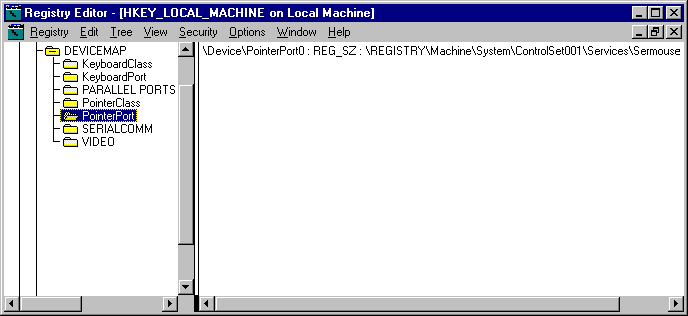 Registry Editor - [HKEY_LOCAL_MACHINE on Local Machine]
Registry Edit Tree View Security Options Window Help
DEVICEMAP
KeyboardClass
KeyboardPort
PARALLEL PORTS
PointerClass
PointerPort
SERIALCOMM
VIDEO
\Device\PointerPort0 : REG_SZ : \REGISTRY\Machine\System\ControlSet001\Services\Sermouse